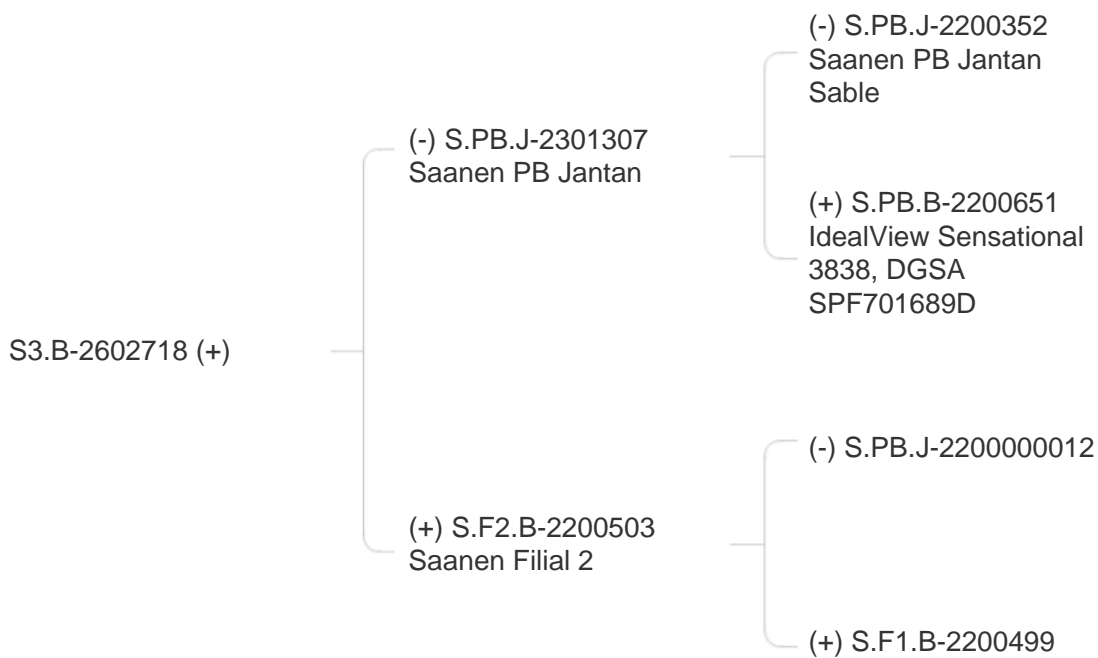 (-) S.PB.J-2200352
Saanen PB Jantan
Sable
(-) S.PB.J-2301307
Saanen PB Jantan
(+) S.PB.B-2200651
IdealView Sensational
3838, DGSA
SPF701689D
S3.B-2602718 (+)
(-) S.PB.J-2200000012
(+) S.F2.B-2200503
Saanen Filial 2
(+) S.F1.B-2200499